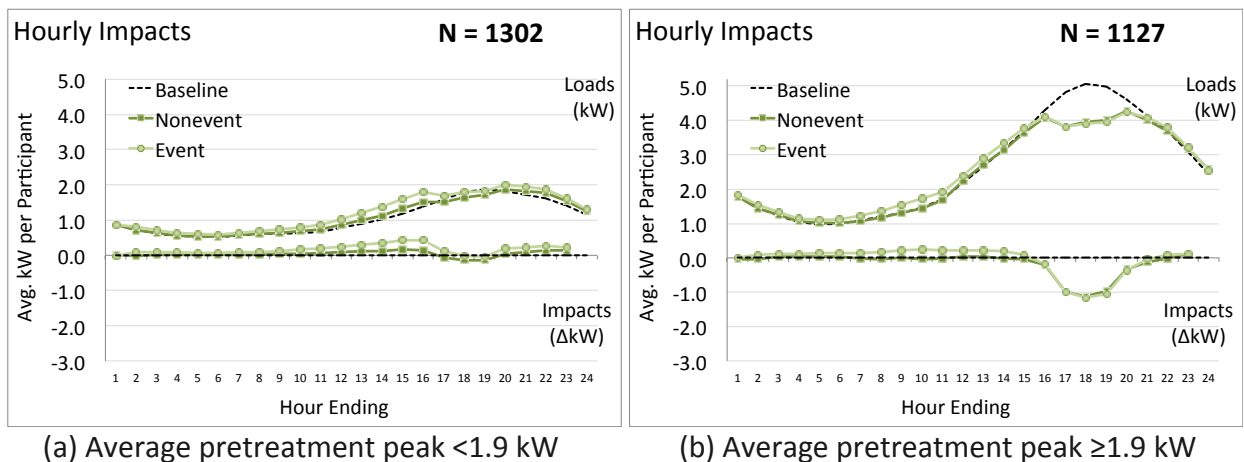 Hourly Impacts
N = 1302
5.0
4.0
3.0
2.0
1.0
0.0
-1.0
-2.0
-3.0
Avg. kW per Participant
Baseline
Nonevent
Event
Loads
(kW)
Impacts
(ΔkW)
1 2 3 4 5 6 7 8 9 10 11 12 13 14 15 16 17 18 19 20 21 22 23 24
Hour Ending
(a) Average pretreatment peak <1.9 kW
Hourly Impacts
N = 1127
5.0
4.0
3.0
2.0
1.0
0.0
-1.0
-2.0
-3.0
Avg. kW per Participant
Baseline
Nonevent
Event
Loads
(kW)
Impacts
(ΔkW)
1 2 3 4 5 6 7 8 9 10 11 12 13 14 15 16 17 18 19 20 21 22 23 24
Hour Ending
(b) Average pretreatment peak ≥1.9 kW